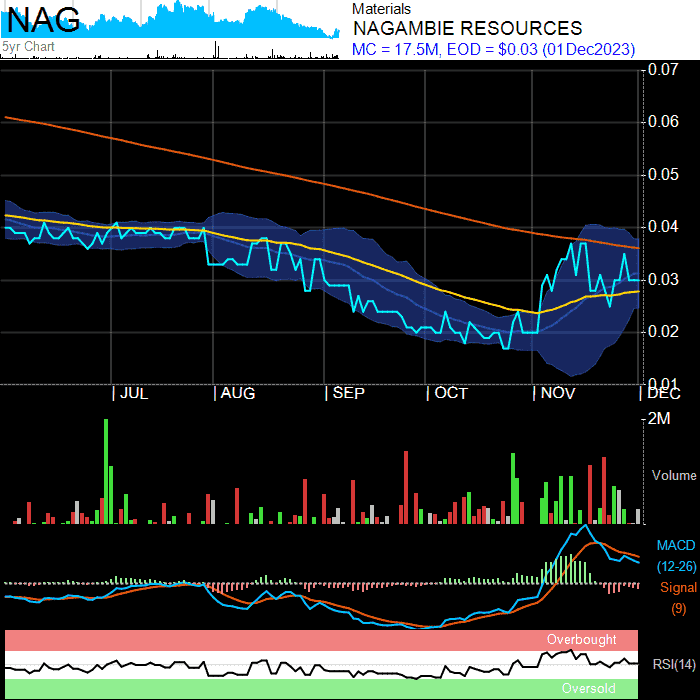 NAG
5yr Chart
Materials
NAGAMBIE RESOURCES
MC = 17.5M, EOD = $0.03 (01Dec2023)
0.07
0.06
0.05
0.04
0.03
0.02
0.01
JUL AUG SEP OCT NOV DEC
2M
Volume
MACD
(12-26)
Signal
(9)
Overbought
RSI(14)
Oversold